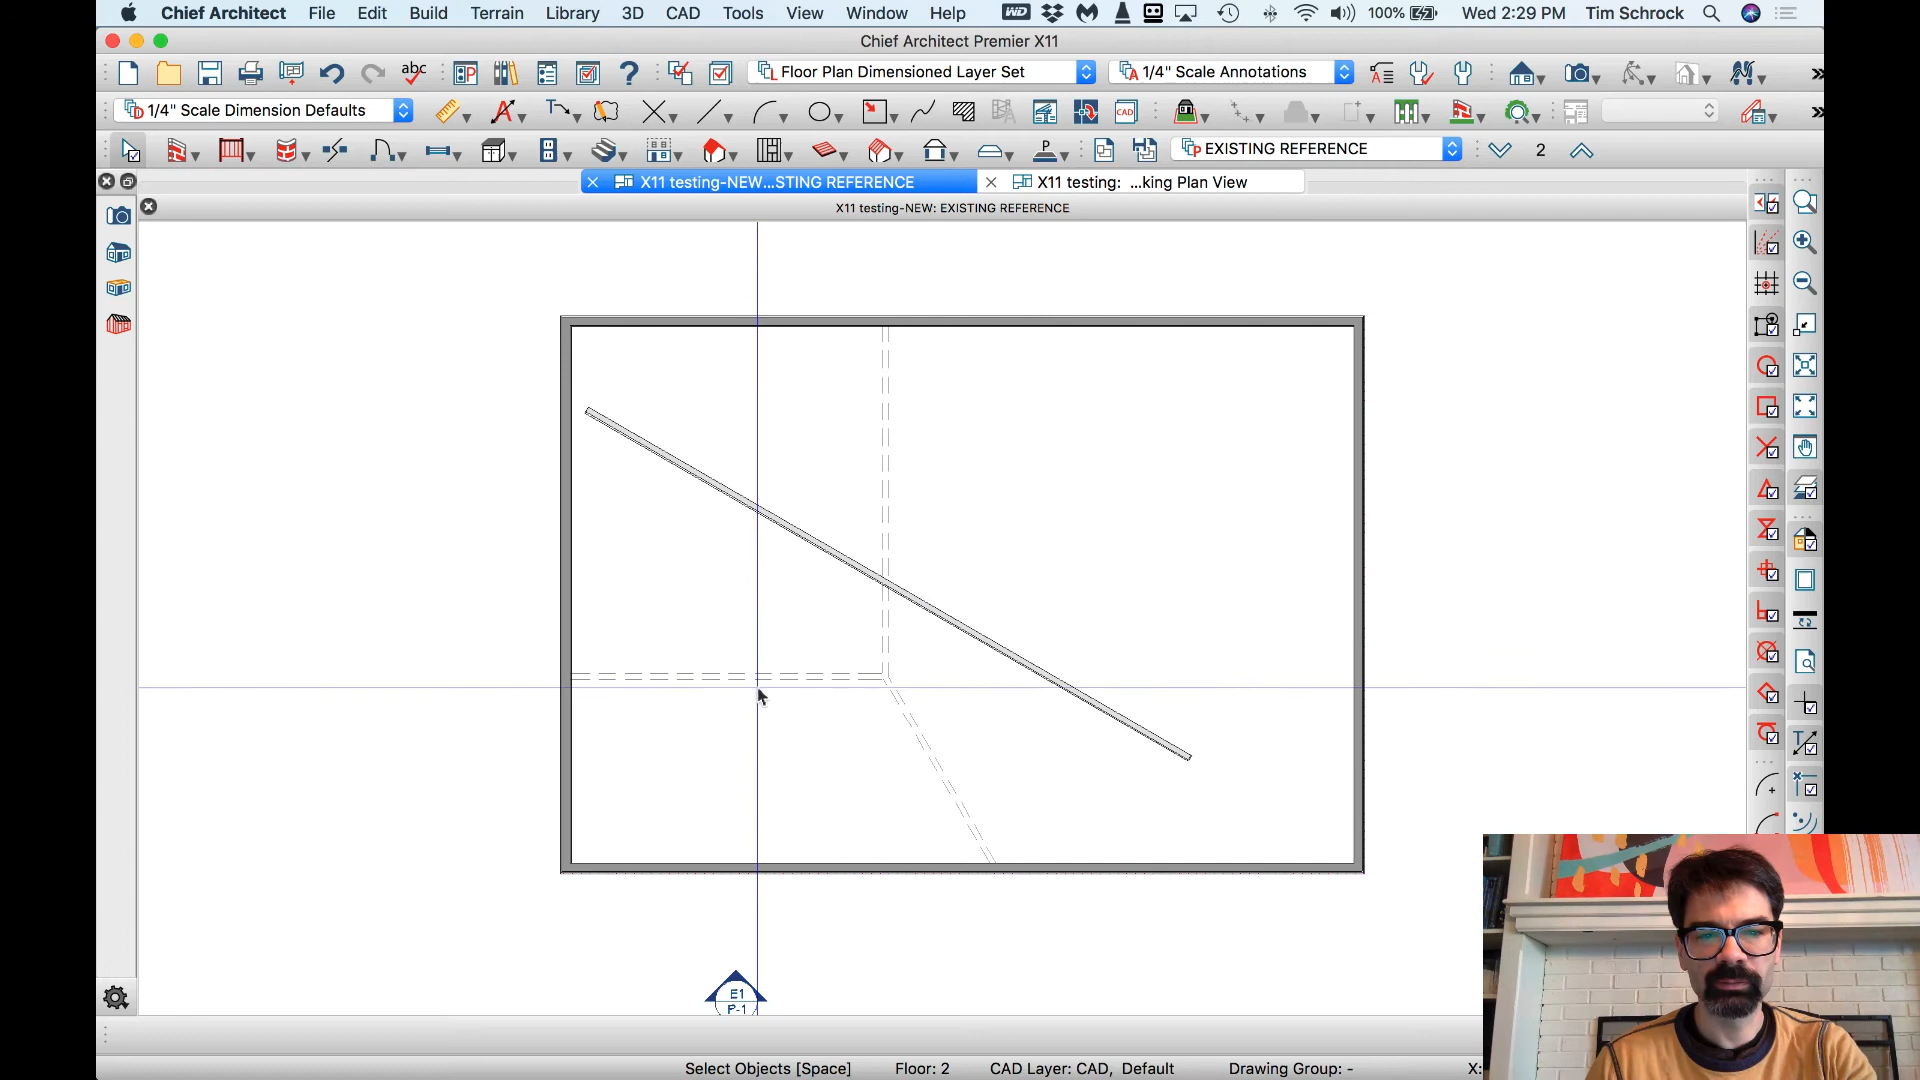 Chief Architect File Edit Build Terrain Library 3D CAD Tools View Window Help 100% Wed 2:29 PM Tim Schrock
Chief Architect Premier X11
abc ? Floor Plan Dimensioned Layer Set 1/4" Scale Annotations »
1/4" Scale Dimension Defaults CAD »
EXISTING REFERENCE 2
X11 testing-NEW...STING REFERENCE X11 testing: ...king Plan View
X11 testing-NEW: EXISTING REFERENCE
E1
P-1
Select Objects [Space] Floor: 2 CAD Layer: CAD, Default Drawing Group: - X: